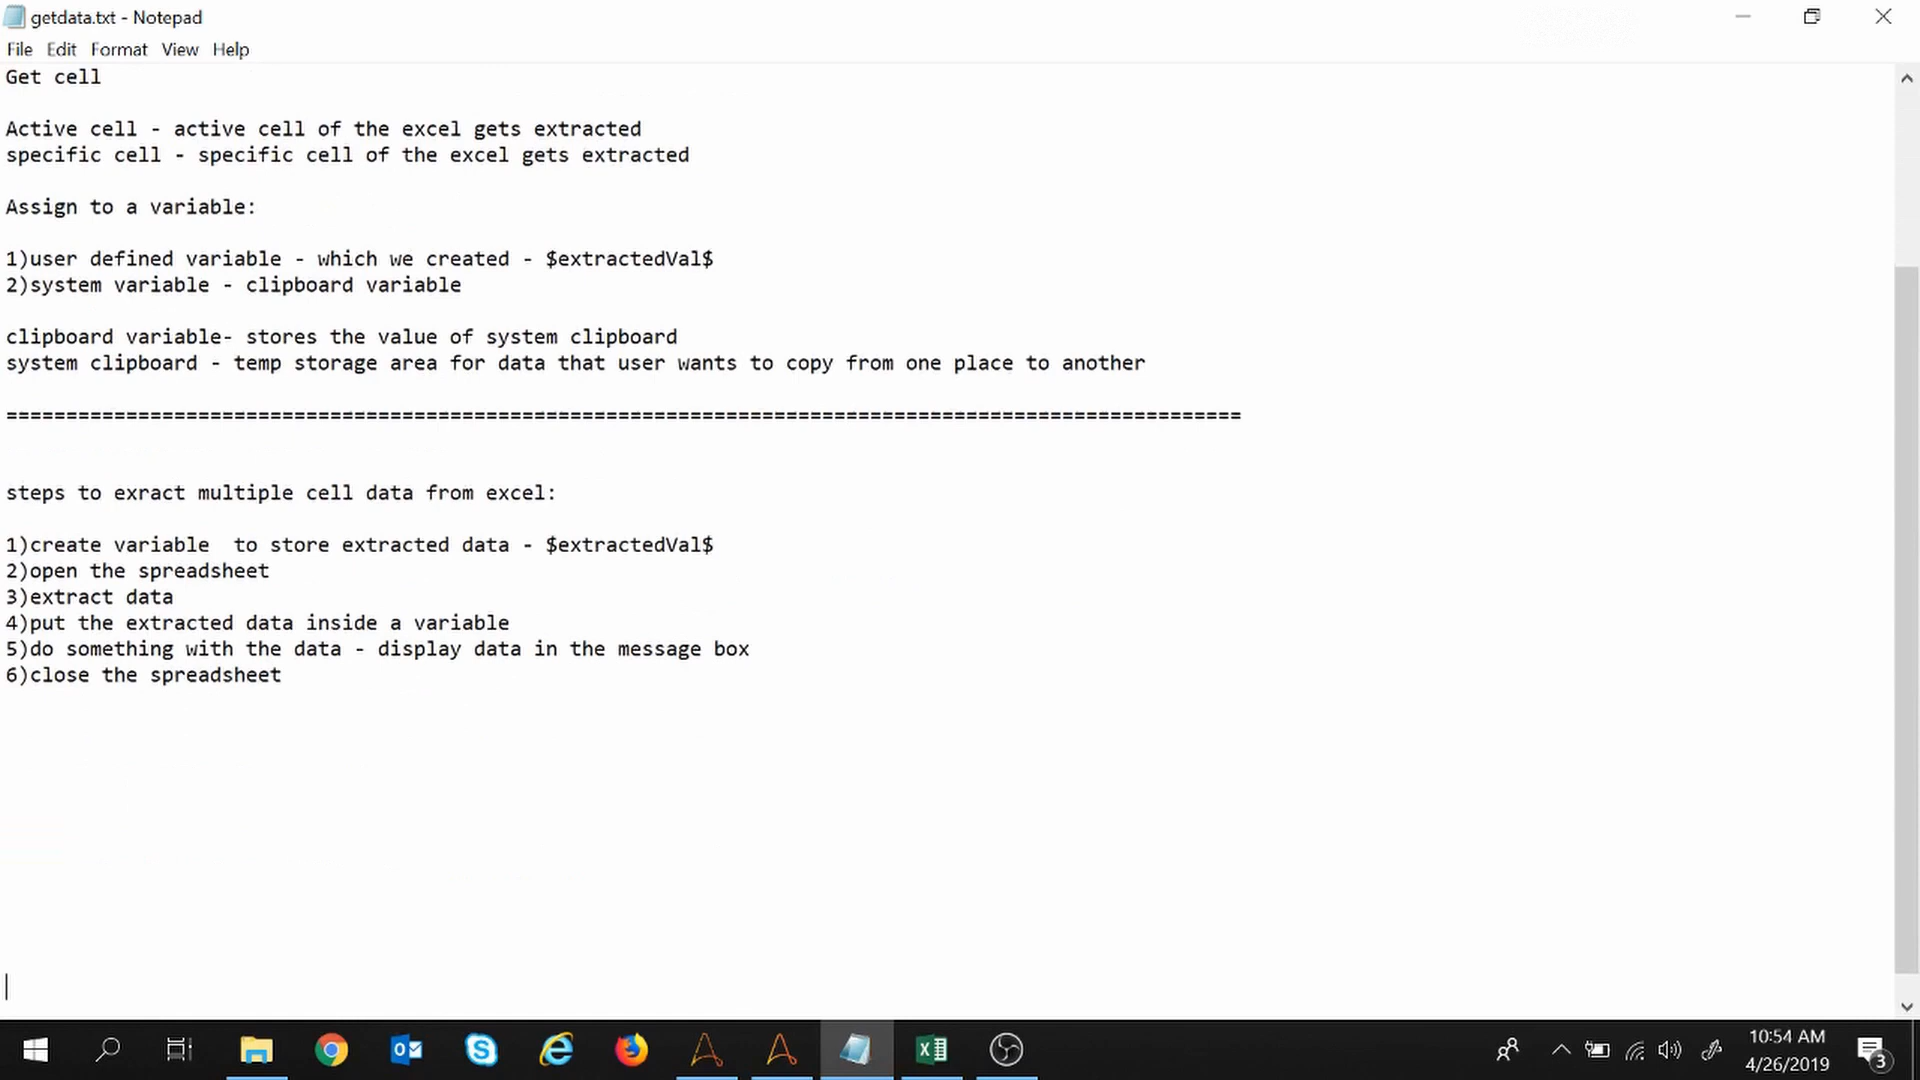 getdata.txt - Notepad
File Edit Format View Help
Get cell
Active cell - active cell of the excel gets extracted
specific cell - specific cell of the excel gets extracted
Assign to a variable:
1)user defined variable - which we created - $extractedVal$
2)system variable - clipboard variable
clipboard variable- stores the value of system clipboard
system clipboard - temp storage area for data that user wants to copy from one place to another
=======================================================================================================
steps to exract multiple cell data from excel:
1)create variable  to store extracted data - $extractedVal$
2)open the spreadsheet
3)extract data
4)put the extracted data inside a variable
5)do something with the data - display data in the message box
6)close the spreadsheet
10:54 AM
4/26/2019
3